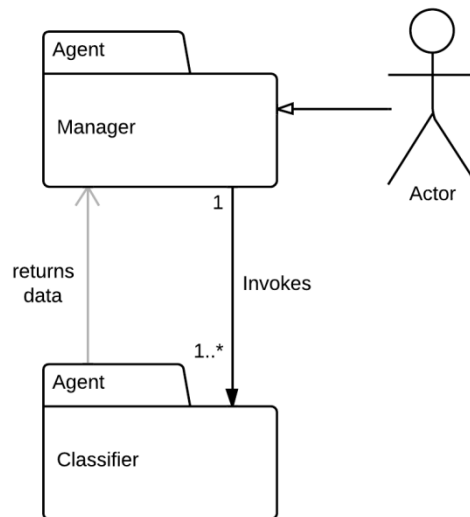 Agent
Manager
Actor
1
returns
data
Invokes
1..*
Agent
Classifier